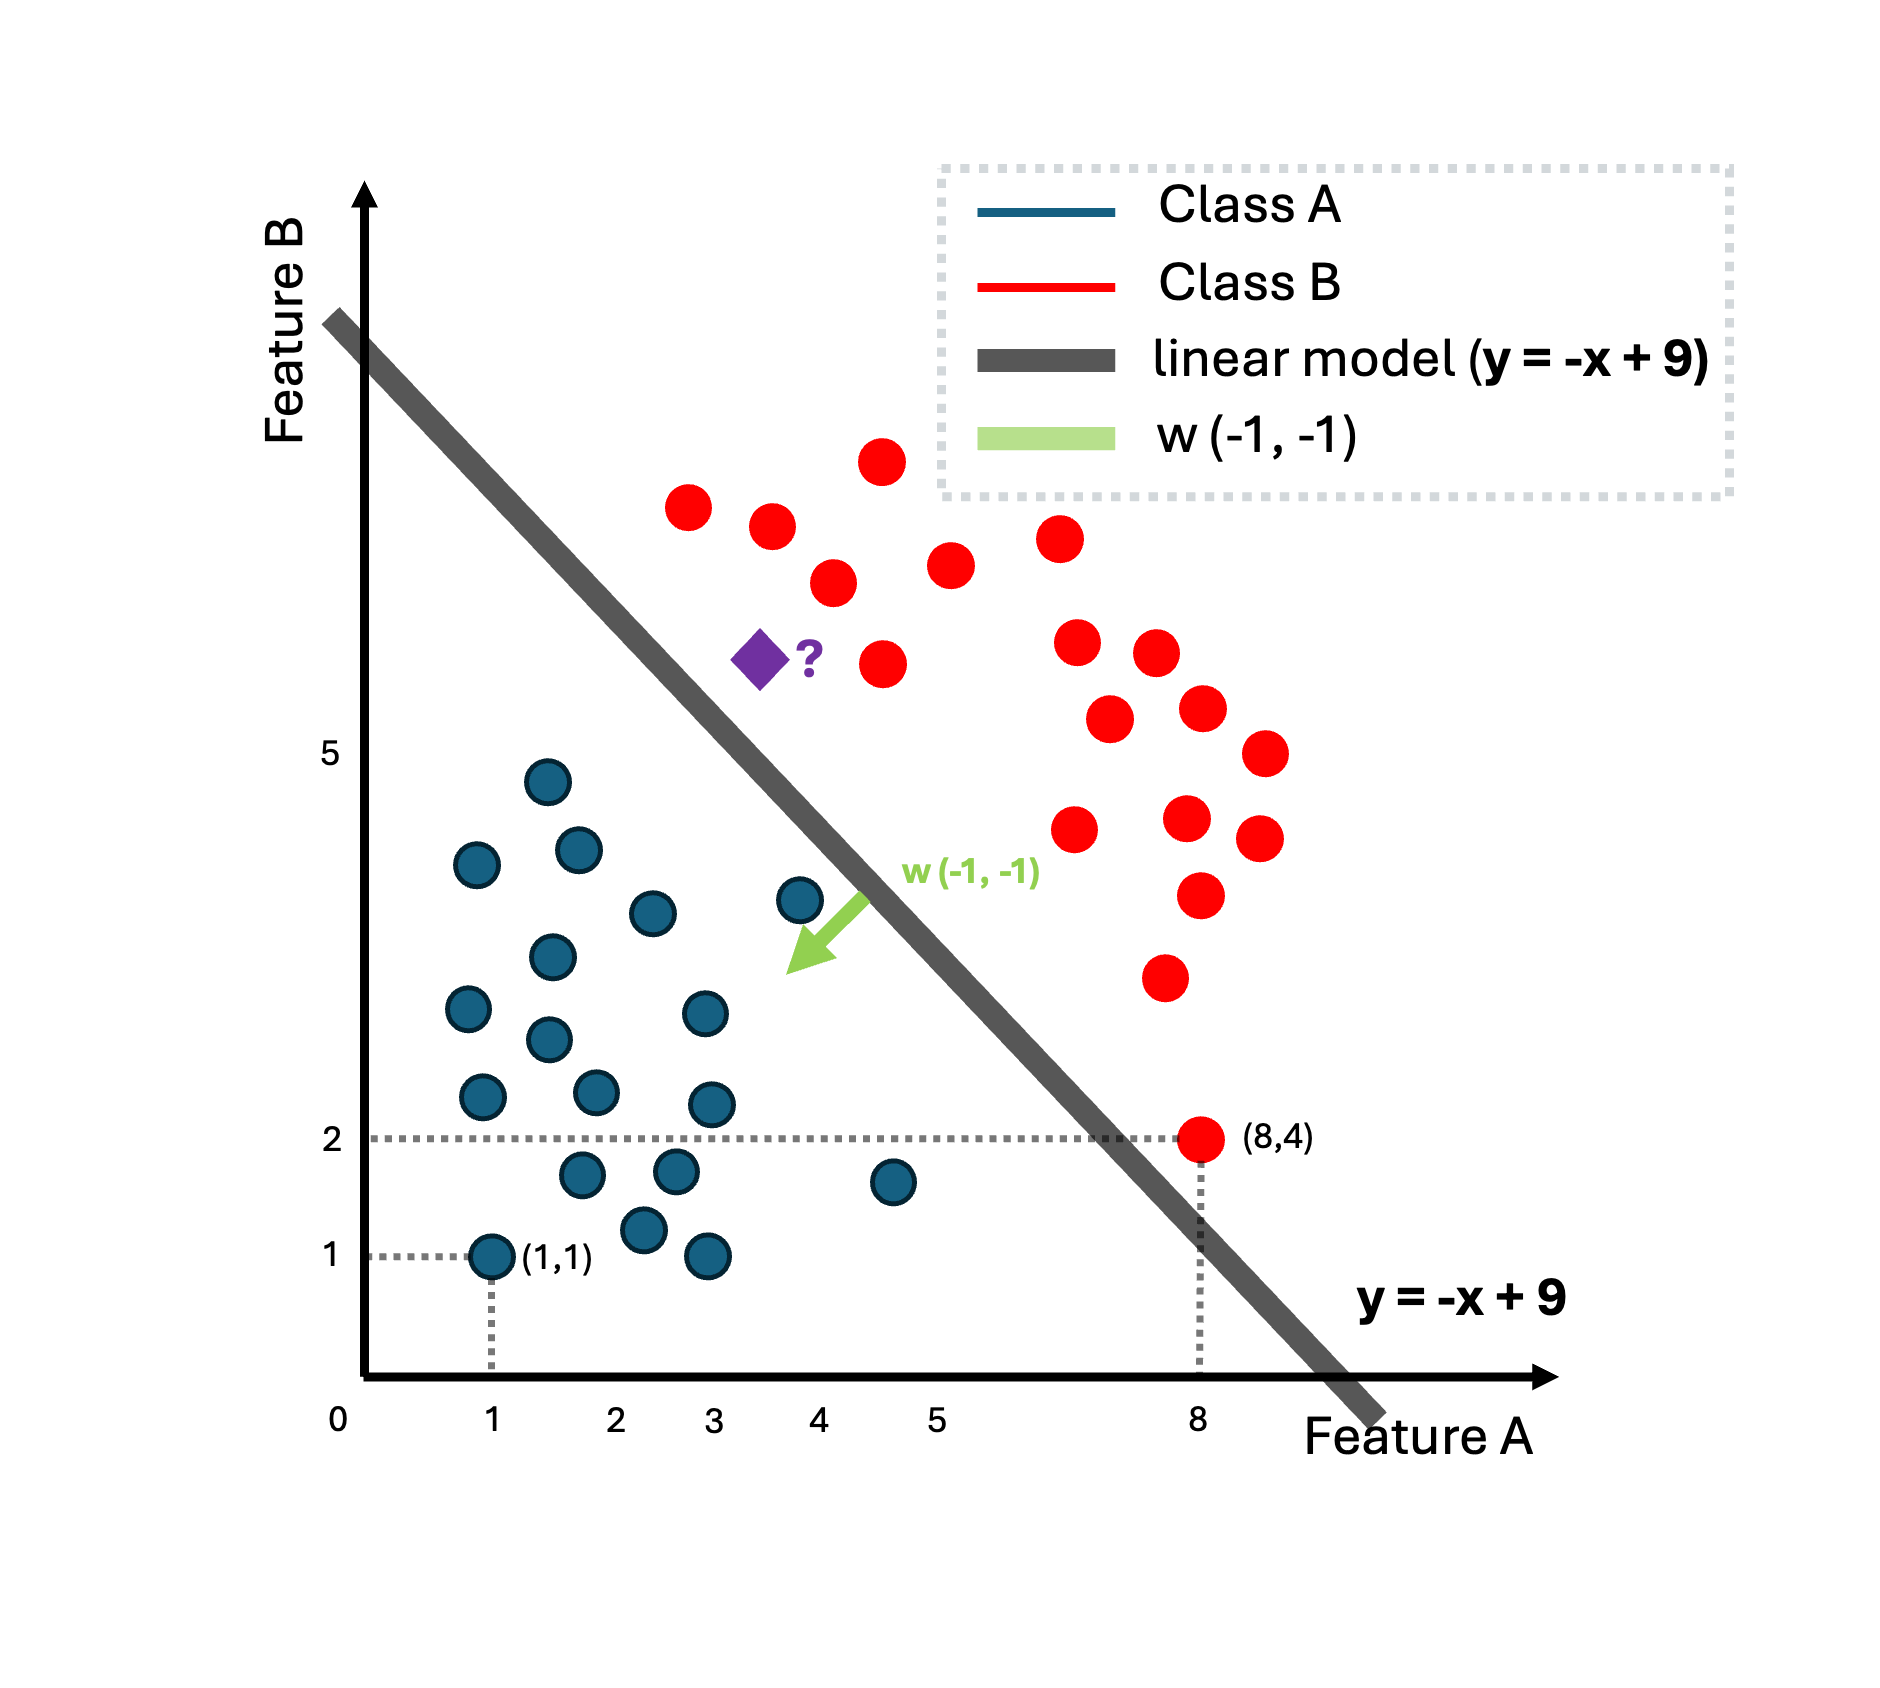 Feature B
Class A
Class B
linear model (y = -x + 9)
w (-1, -1)
?
5
w (-1, -1)
2
(8,4)
1
(1,1)
y = -x + 9
0 1 2 3 4 5 8
Feature A